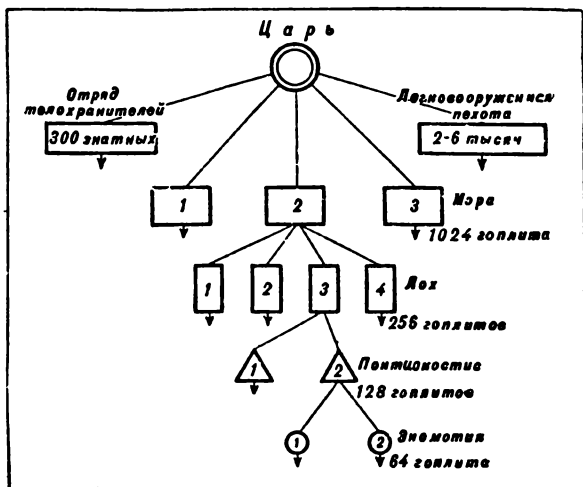 Царь
Отряд
телохранителей
300 знатных
Легковооруженная
пехота
2-6 тысяч
1 2 3 Мора
1024 гоплита
1 2 3 4 Лох
256 гоплитов
1 2 Пентикостие
128 гоплитов
1 2 Эномотия
64 гоплита